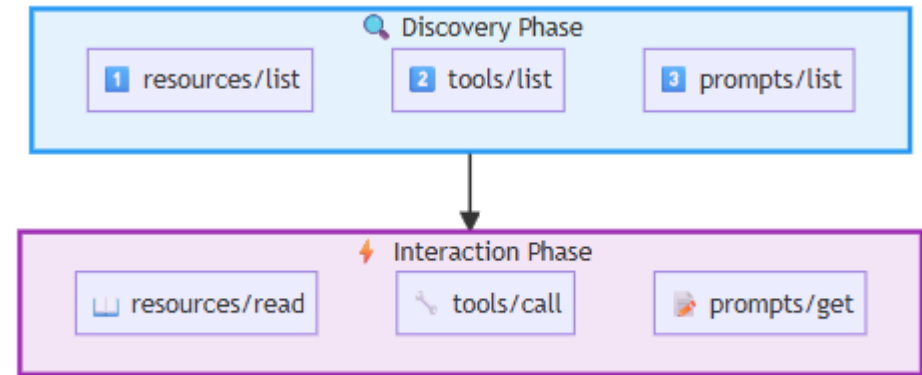 🔍 Discovery Phase
1 resources/list
2 tools/list
3 prompts/list
⚡ Interaction Phase
📖 resources/read
🔧 tools/call
📝 prompts/get